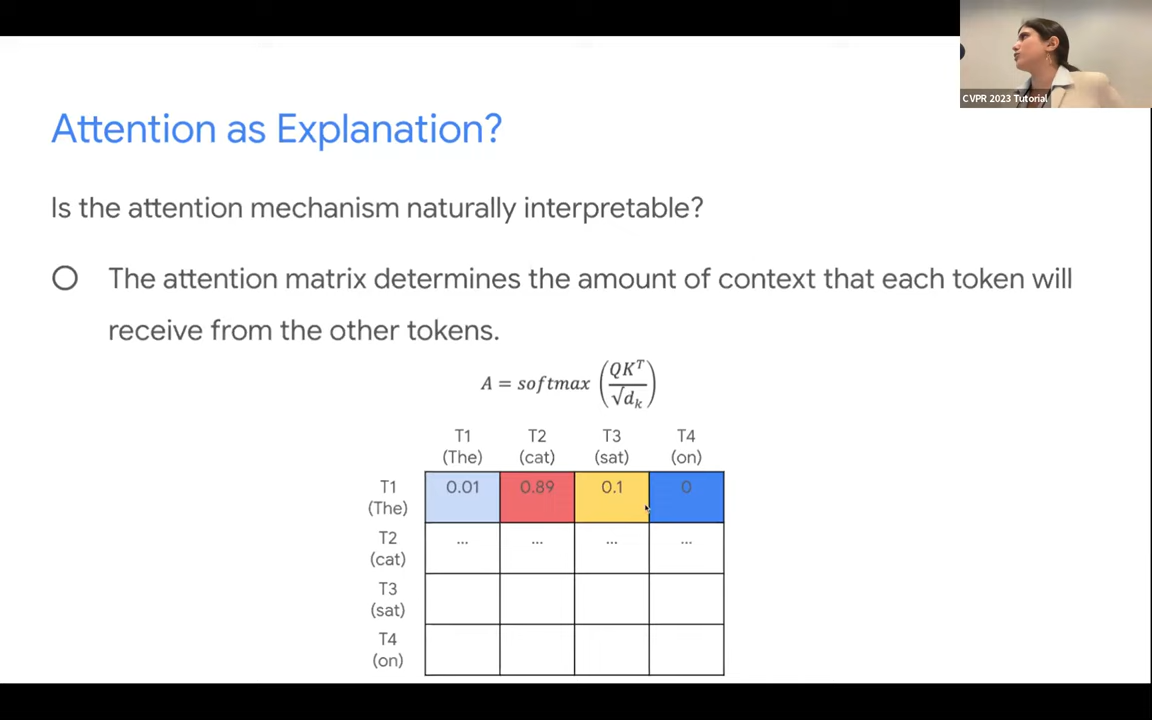 CVPR 2023 Tutorial
Attention as Explanation?
Is the attention mechanism naturally interpretable?
The attention matrix determines the amount of context that each token will
receive from the other tokens.
A = softmax (QK^T / √d_k)
T1 T2 T3 T4
(The) (cat) (sat) (on)
T1 0.01 0.89 0.1 0
(The)
T2 ... ... ... ...
(cat)
T3
(sat)
T4
(on)